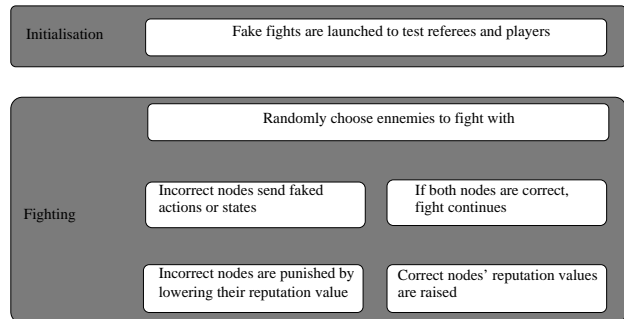 Initialisation
Fake fights are launched to test referees and players
Randomly choose ennemies to fight with
Incorrect nodes send faked
actions or states
If both nodes are correct,
fight continues
Fighting
Incorrect nodes are punished by
lowering their reputation value
Correct nodes' reputation values
are raised